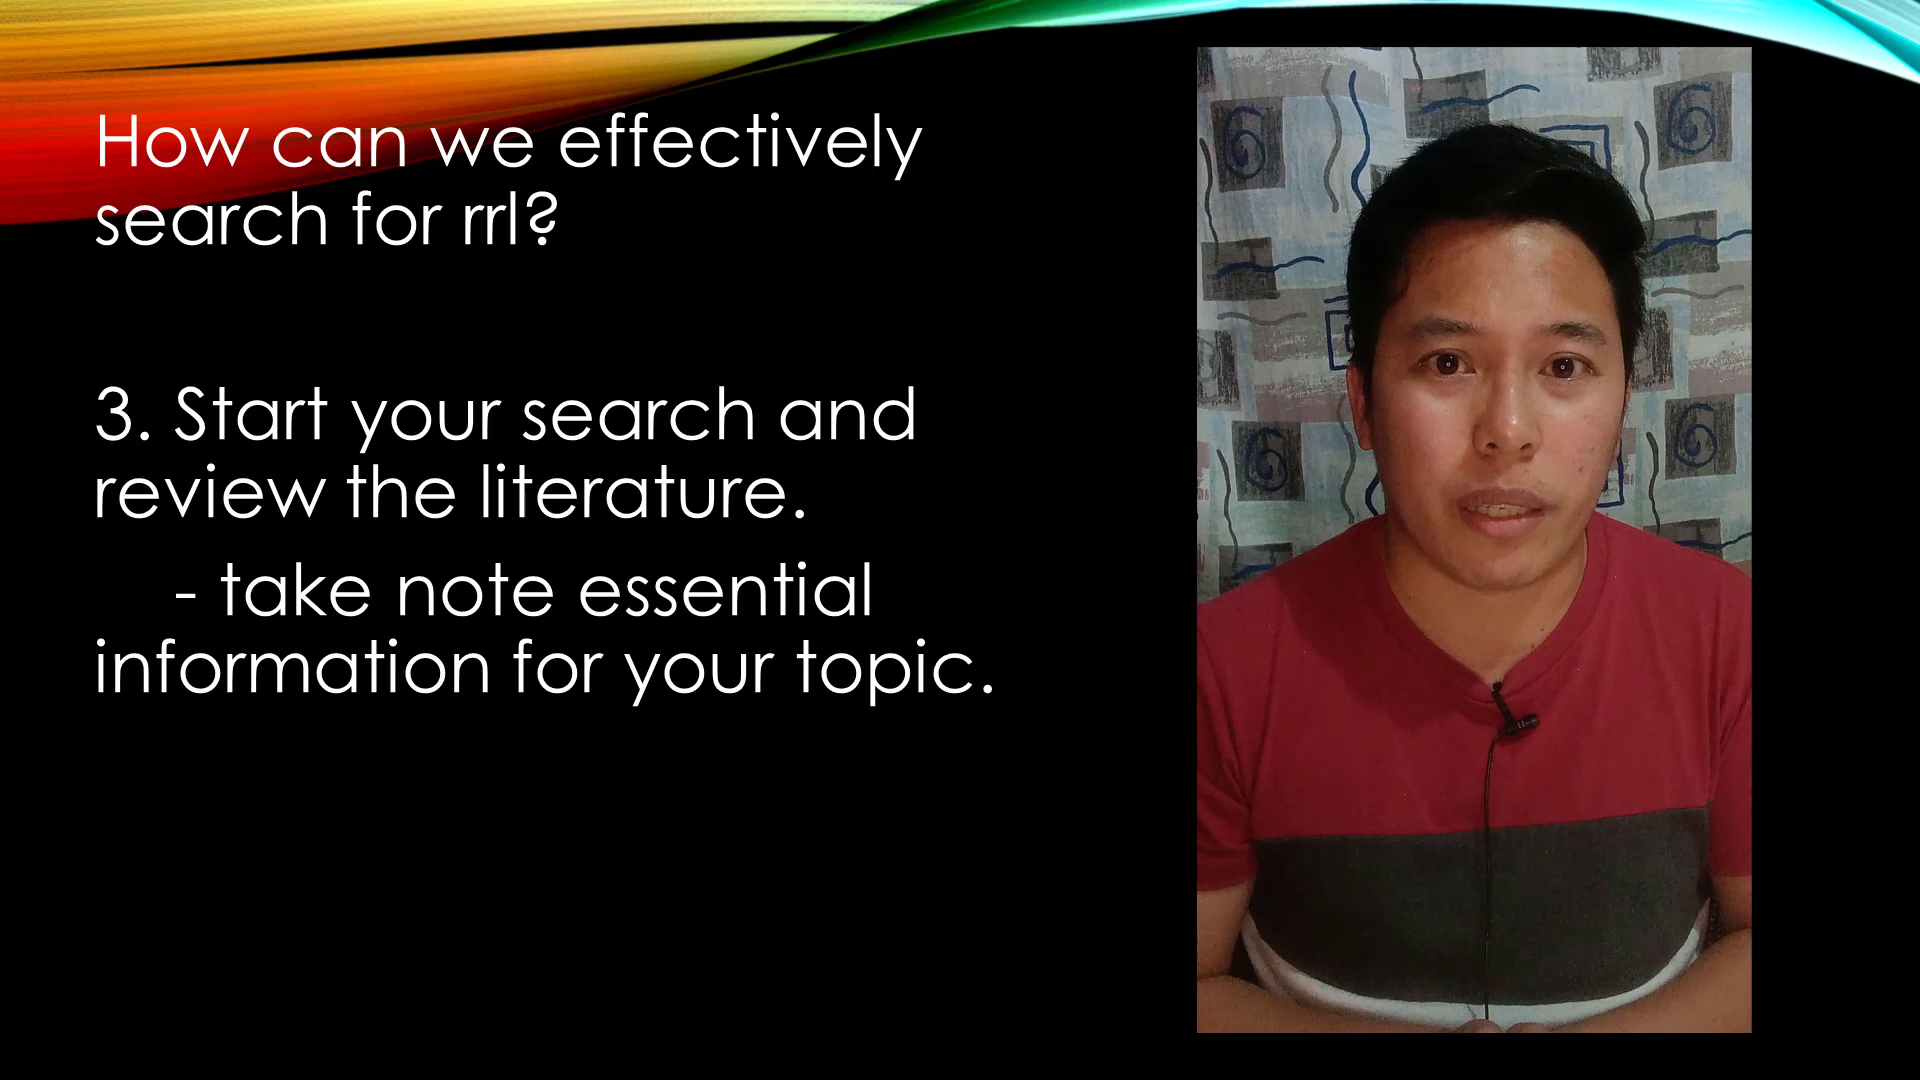 How can we effectively
search for rrl?
3. Start your search and
review the literature.
- take note essential
information for your topic.